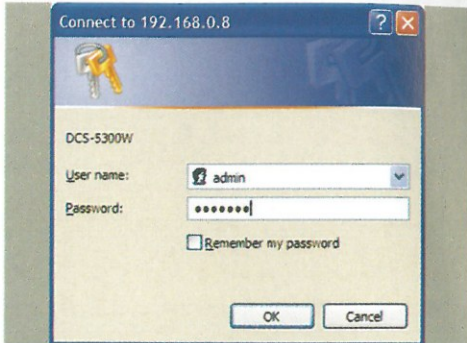 Connect to 192.168.0.8
DCS-5300W
User name: admin
Password: •••••••
Remember my password
OK Cancel